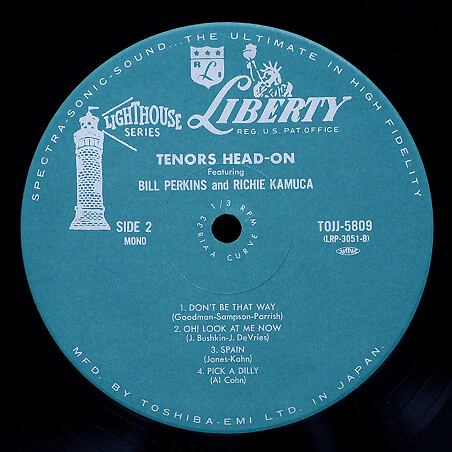 SPECTRA-SONIC-SOUND...THE ULTIMATE IN HIGH FIDELITY
LIGHTHOUSE
SERIES
LIBERTY
REG. U.S. PAT. OFFICE
TENORS HEAD-ON
Featuring
BILL PERKINS and RICHIE KAMUCA
33 1/3 RPM
RIAA CURVE
SIDE 2
MONO
TOJJ-5809
(LRP-3051-B)
1. DON'T BE THAT WAY
(Goodman-Sampson-Parrish)
2. OH! LOOK AT ME NOW
(J. Bushkin-J. DeVries)
3. SPAIN
(Jones-Kahn)
4. PICK A DILLY
(Al Cohn)
MFD. BY TOSHIBA-EMI LTD. IN JAPAN.